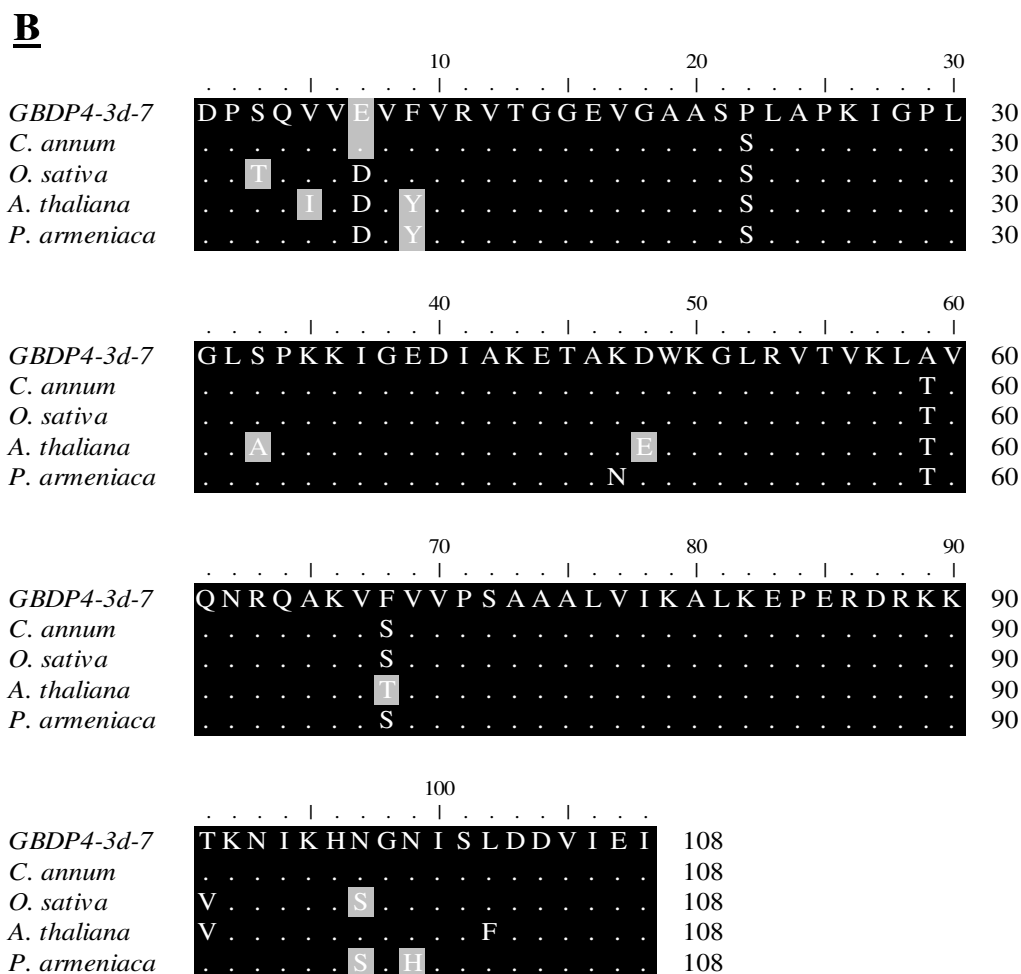 B
10 20 30
. . . . | . . . . | . . . . | . . . . | . . . . | . . . . |
GBDP4-3d-7 D P S Q V V E V F V R V T G G E V G A A S P L A P K I G P L 30
C. annum . . . . . . . . . . . . . . . . . . . . . S . . . . . . . . 30
O. sativa . . T . . . D . . . . . . . . . . . . . . S . . . . . . . . 30
A. thaliana . . . . I . D . Y . . . . . . . . . . . . S . . . . . . . . 30
P. armeniaca . . . . . . D . Y . . . . . . . . . . . . S . . . . . . . . 30
40 50 60
. . . . | . . . . | . . . . | . . . . | . . . . | . . . . |
GBDP4-3d-7 G L S P K K I G E D I A K E T A K D W K G L R V T V K L A V 60
C. annum . . . . . . . . . . . . . . . . . . . . . . . . . . . . T . 60
O. sativa . . . . . . . . . . . . . . . . . . . . . . . . . . . . T . 60
A. thaliana . . A . . . . . . . . . . . . . . E . . . . . . . . . . T . 60
P. armeniaca . . . . . . . . . . . . . . . . N . . . . . . . . . . . T . 60
70 80 90
. . . . | . . . . | . . . . | . . . . | . . . . | . . . . |
GBDP4-3d-7 Q N R Q A K V F V V P S A A A L V I K A L K E P E R D R K K 90
C. annum . . . . . . . S . . . . . . . . . . . . . . . . . . . . . . 90
O. sativa . . . . . . . S . . . . . . . . . . . . . . . . . . . . . . 90
A. thaliana . . . . . . . T . . . . . . . . . . . . . . . . . . . . . . 90
P. armeniaca . . . . . . . S . . . . . . . . . . . . . . . . . . . . . . 90
100
. . . . | . . . . | . . . . | . . .
GBDP4-3d-7 T K N I K H N G N I S L D D V I E I 108
C. annum . . . . . . . . . . . . . . . . . . 108
O. sativa V . . . . . S . . . . . . . . . . . 108
A. thaliana V . . . . . . . . . . F . . . . . . 108
P. armeniaca . . . . . . S . H . . . . . . . . . 108